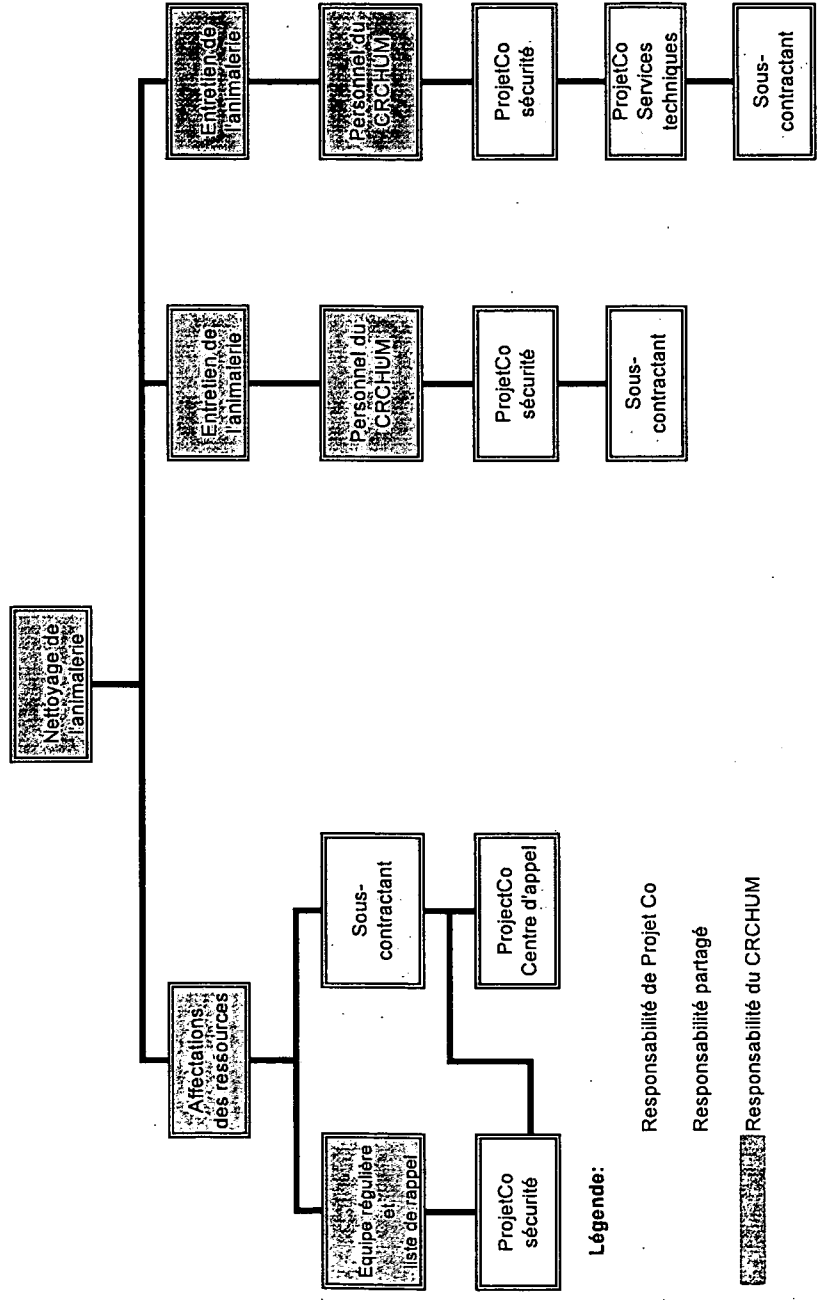 Nettoyage de
l'animalerie
Affectations
des ressources
Entretien de
l'animalerie
Entretien de
l'animalerie
Équipe régulière
et
liste de rappel
Sous-
contractant
Personnel du
CRCHUM
Personnel du
CRCHUM
ProjetCo
sécurité
ProjectCo
Centre d'appel
ProjetCo
sécurité
ProjetCo
sécurité
Sous-
contractant
ProjetCo
Services
techniques
Sous-
contractant
Légende:
Responsabilité de Projet Co
Responsabilité partagé
Responsabilité du CRCHUM